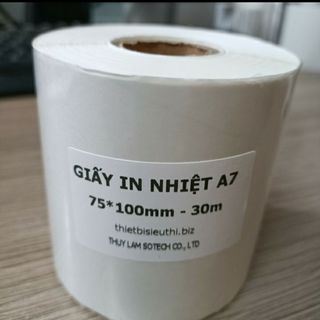 GIẤY IN NHIỆT A7
75*100mm - 30m
thietbisieuthi.biz
THUY LAM SOTECH CO., LTD